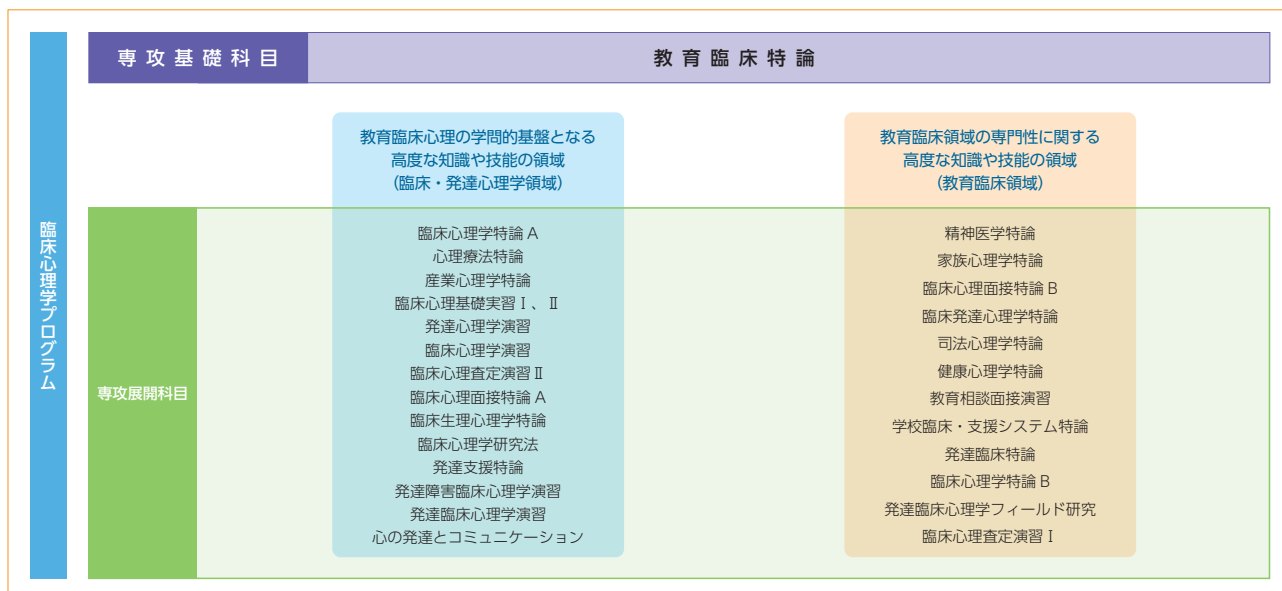 臨床心理学プログラム
専攻基礎科目
教育臨床特論
教育臨床心理の学問的基盤となる
高度な知識や技能の領域
（臨床・発達心理学領域）
教育臨床領域の専門性に関する
高度な知識や技能の領域
（教育臨床領域）
専攻展開科目
臨床心理学特論 A
心理療法特論
産業心理学特論
臨床心理基礎実習Ⅰ、Ⅱ
発達心理学演習
臨床心理学演習
臨床心理査定演習Ⅱ
臨床心理面接特論 A
臨床生理心理学特論
臨床心理学研究法
発達支援特論
発達障害臨床心理学演習
発達臨床心理学演習
心の発達とコミュニケーション
精神医学特論
家族心理学特論
臨床心理面接特論 B
臨床発達心理学特論
司法心理学特論
健康心理学特論
教育相談面接演習
学校臨床・支援システム特論
発達臨床特論
臨床心理学特論 B
発達臨床心理学フィールド研究
臨床心理査定演習Ⅰ